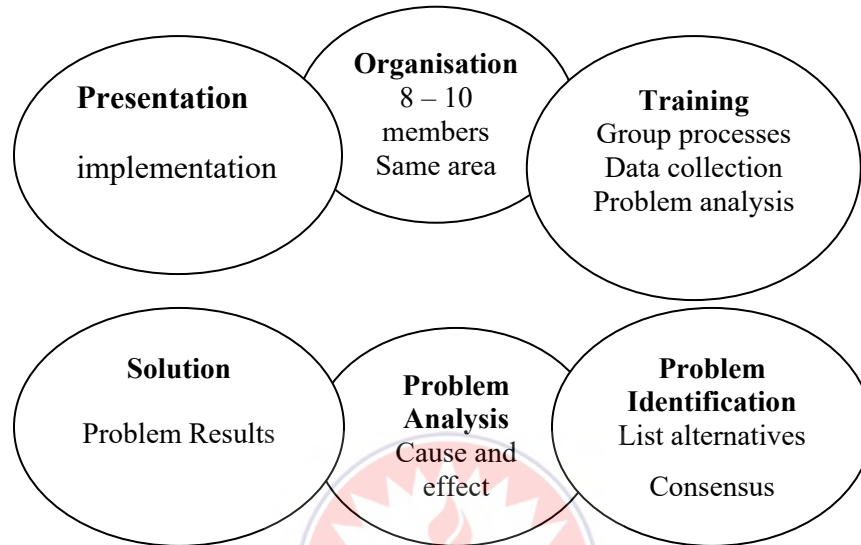 Presentation
implementation
Organisation
8 – 10
members
Same area
Training
Group processes
Data collection
Problem analysis
Solution
Problem Results
Problem
Analysis
Cause and
effect
Problem
Identification
List alternatives
Consensus